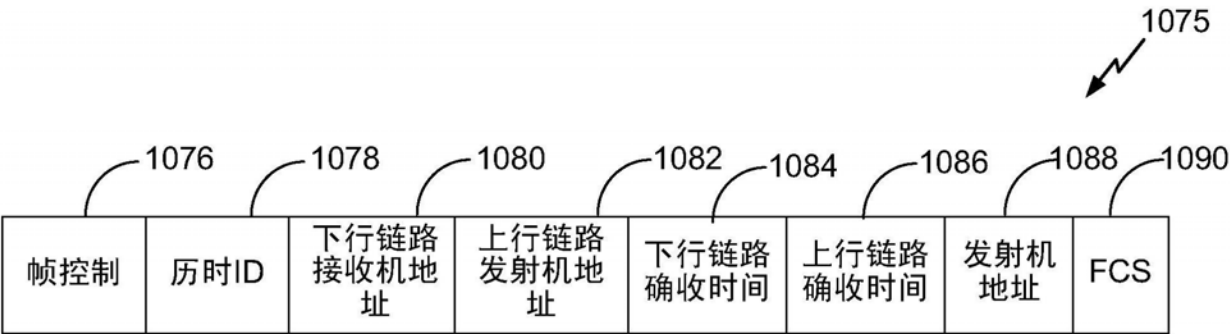 1075
1076
1078
1080
1082
1084
1086
1088
1090
帧控制
历时ID
下行链路
接收机地
址
上行链路
发射机地
址
下行链路
确收时间
上行链路
确收时间
发射机
地址
FCS